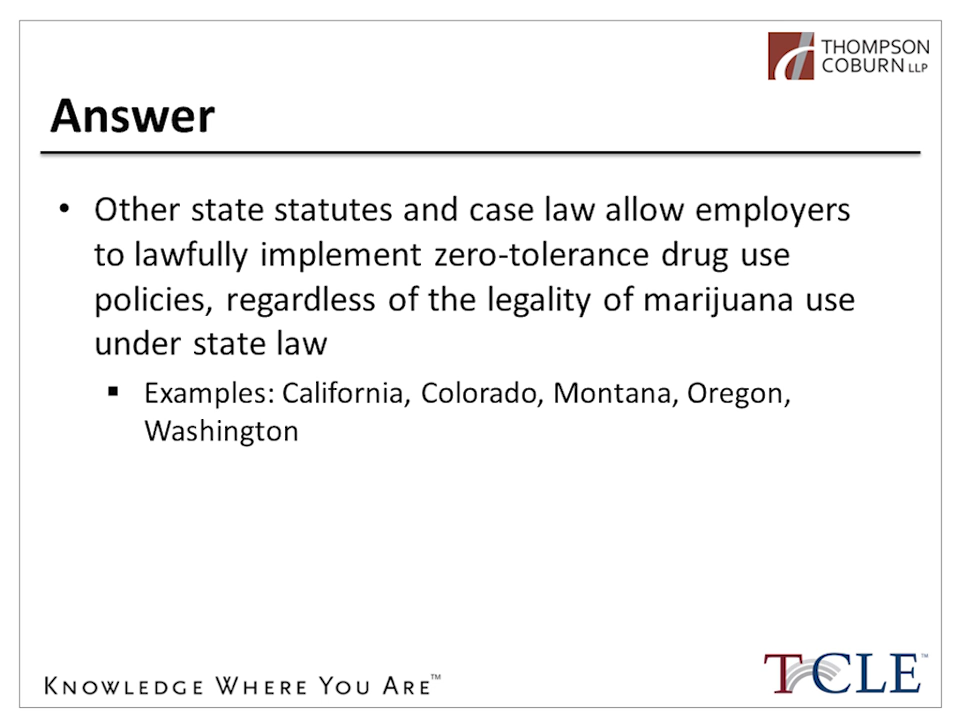 THOMPSON
COBURN LLP
Answer
• Other state statutes and case law allow employers
to lawfully implement zero-tolerance drug use
policies, regardless of the legality of marijuana use
under state law
▪ Examples: California, Colorado, Montana, Oregon,
Washington
KNOWLEDGE WHERE YOU ARE™
TCCLE™